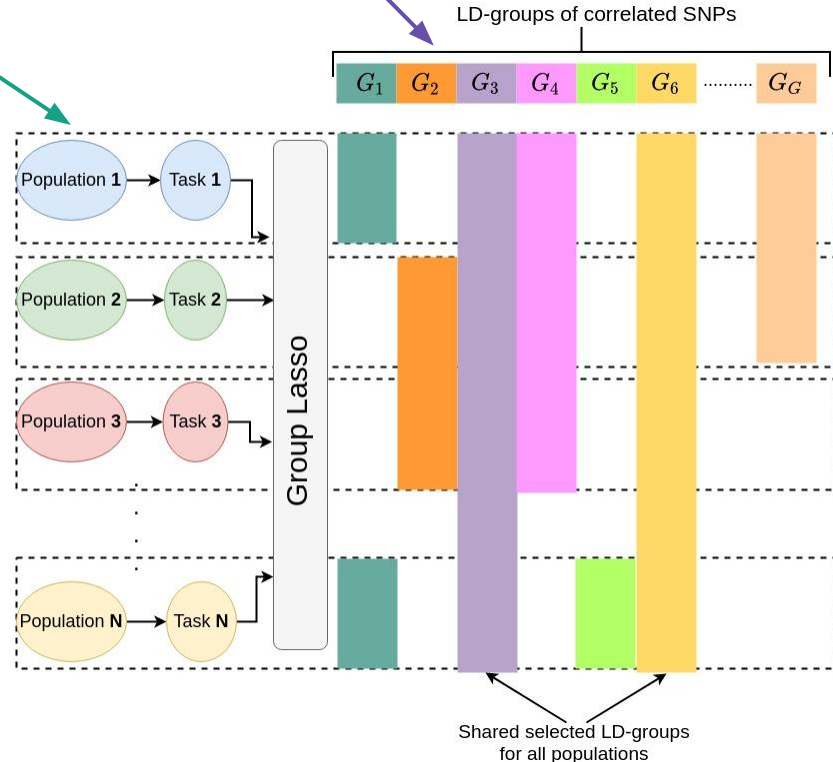 LD-groups of correlated SNPs
G1 G2 G3 G4 G5 G6 .......... GG
Population 1 Task 1
Population 2 Task 2
Population 3 Task 3
Population N Task N
Group Lasso
Shared selected LD-groups
for all populations